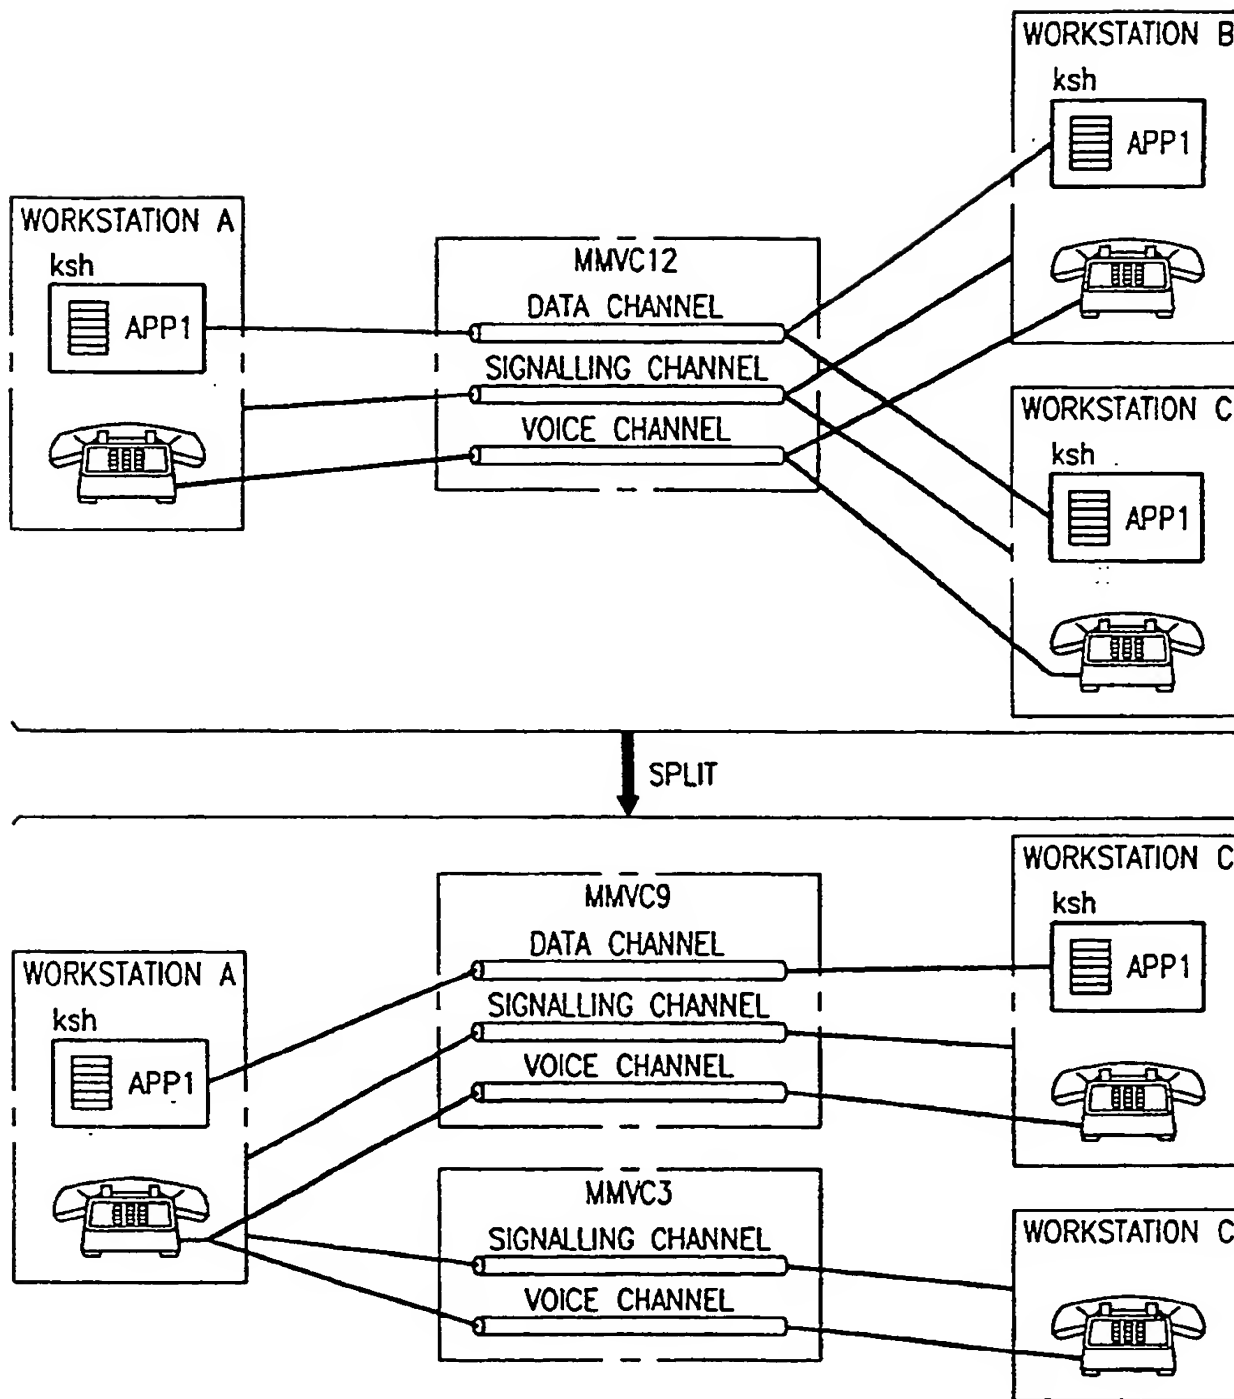 WORKSTATION B
ksh
APP1
WORKSTATION A
ksh
APP1
MMVC12
DATA CHANNEL
SIGNALLING CHANNEL
VOICE CHANNEL
WORKSTATION C
ksh
APP1
SPLIT
WORKSTATION C
ksh
APP1
MMVC9
DATA CHANNEL
SIGNALLING CHANNEL
VOICE CHANNEL
WORKSTATION A
ksh
APP1
MMVC3
SIGNALLING CHANNEL
VOICE CHANNEL
WORKSTATION C